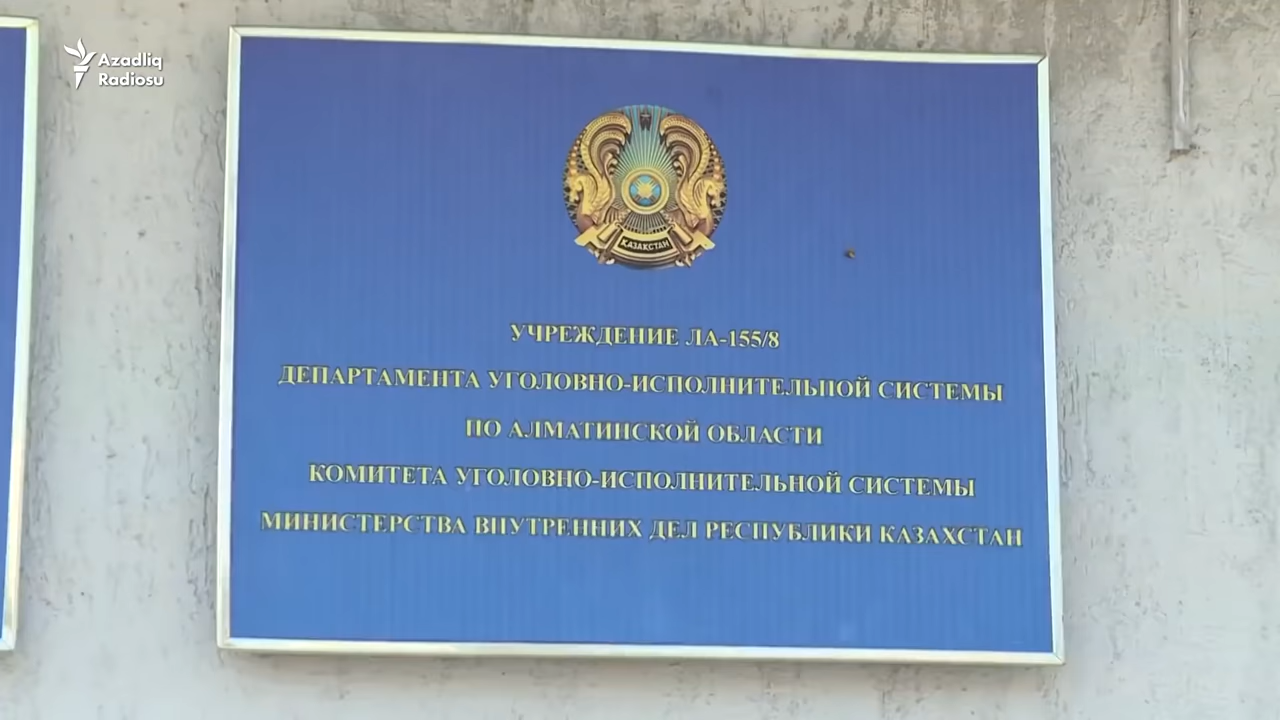 Azadliq
Radiosu
ҚАЗАҚСТАН
УЧРЕЖДЕНИЕ ЛА-155/8
ДЕПАРТАМЕНТА УГОЛОВНО-ИСПОЛНИТЕЛЬНОЙ СИСТЕМЫ
ПО АЛМАТИНСКОЙ ОБЛАСТИ
КОМИТЕТА УГОЛОВНО-ИСПОЛНИТЕЛЬНОЙ СИСТЕМЫ
МИНИСТЕРСТВА ВНУТРЕННИХ ДЕЛ РЕСПУБЛИКИ КАЗАХСТАН